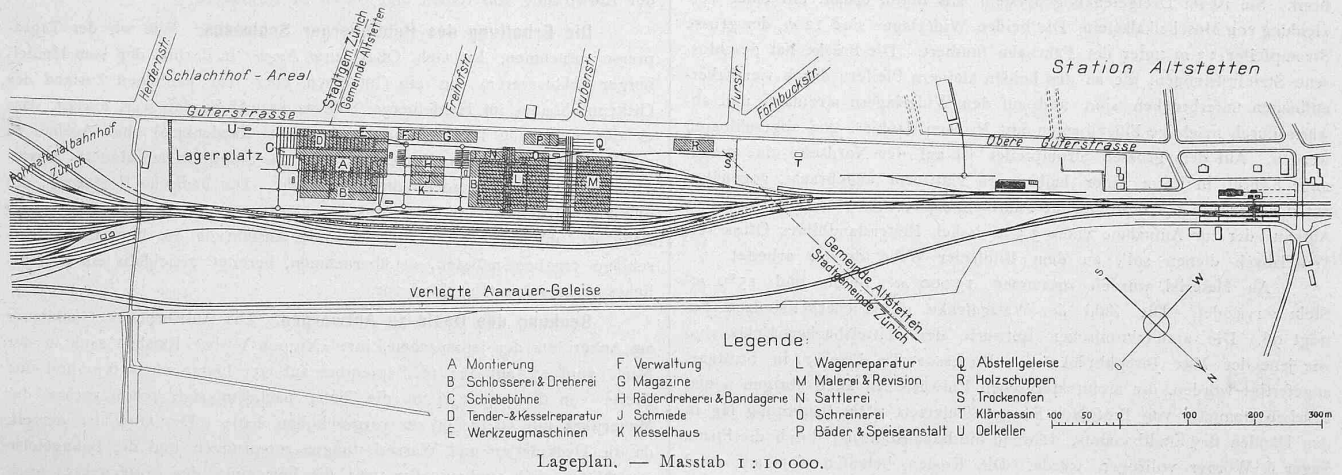 Herdernstr.
Schlachthof - Areal
Stadtgem. Zürich
Gemeinde Altstetten
Freihofstr.
Grubenstr.
Flurstr.
Forlibuckstr.
Station Altstetten
Güterstrasse
Obere Güterstrasse
Rohmaterialbahnhof
Zürich
Lagerplatz
U
C
D
E
F
G
P
Q
R
S
A
B
H
J
K
B
N
O
L
M
Verlegte Aarauer-Geleise
Gemeinde Altstetten
Stadtgemeinde Zürich
S
W
O
N
Legende:
A Montierung
B Schlosserei & Dreherei
C Schiebebühne
D Tender- & Kesselreparatur
E Werkzeugmaschinen
F Verwaltung
G Magazine
H Räderdreherei & Bandagerie
J Schmiede
K Kesselhaus
L Wagenreparatur
M Malerei & Revision
N Sattlerei
O Schreinerei
P Bäder & Speiseanstalt
Q Abstellgeleise
R Holzschuppen
S Trockenofen
T Klärbassin
U Oelkeller
100 m 0 100 200 300 m
Lageplan. — Masstab 1 : 10 000.